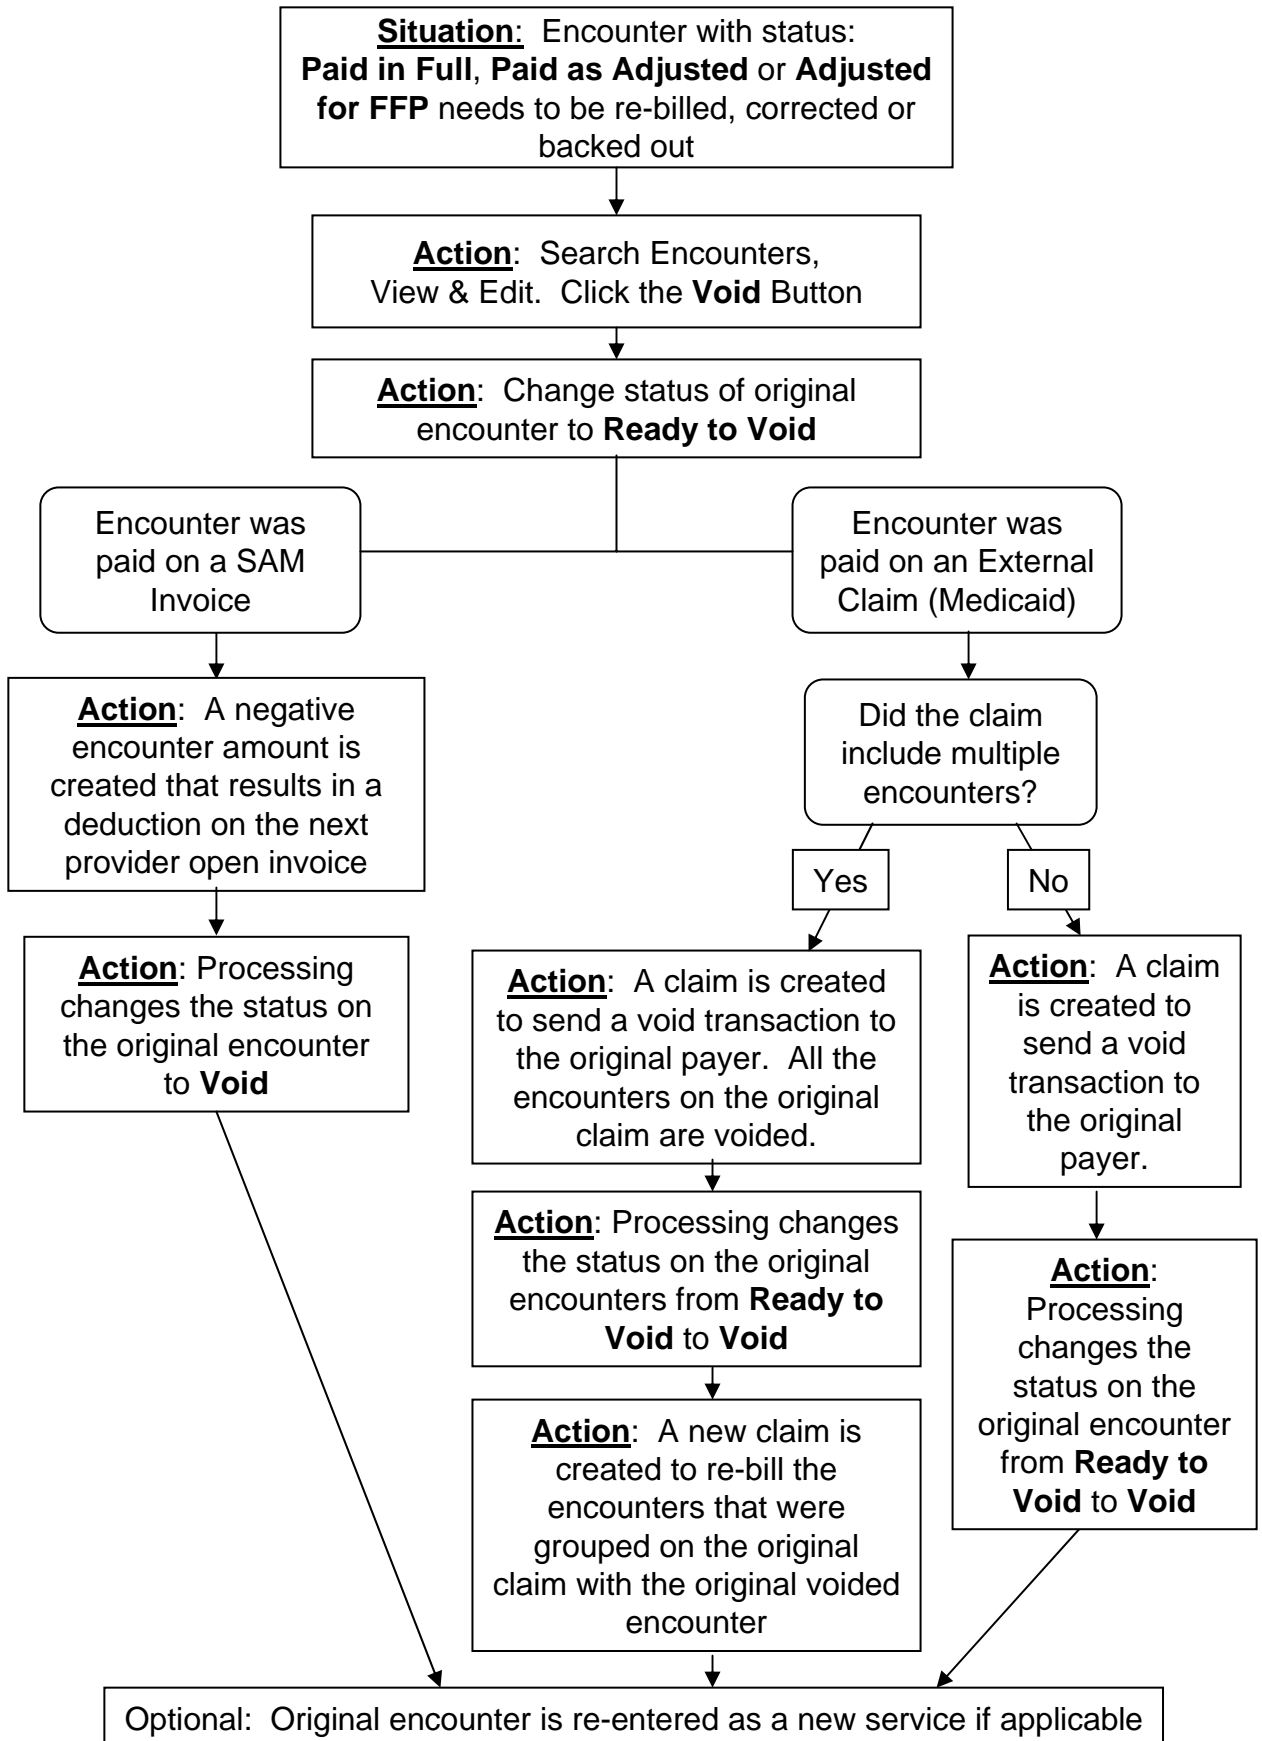 Situation: Encounter with status:
Paid in Full, Paid as Adjusted or Adjusted
for FFP needs to be re-billed, corrected or
backed out
Action: Search Encounters,
View & Edit. Click the Void Button
Action: Change status of original
encounter to Ready to Void
Encounter was
paid on a SAM
Invoice
Encounter was
paid on an External
Claim (Medicaid)
Action: A negative
encounter amount is
created that results in a
deduction on the next
provider open invoice
Did the claim
include multiple
encounters?
Yes
No
Action: Processing
changes the status on
the original encounter
to Void
Action: A claim is created
to send a void transaction to
the original payer. All the
encounters on the original
claim are voided.
Action: A claim
is created to
send a void
transaction to
the original
payer.
Action: Processing changes
the status on the original
encounters from Ready to
Void to Void
Action:
Processing
changes the
status on the
original encounter
from Ready to
Void to Void
Action: A new claim is
created to re-bill the
encounters that were
grouped on the original
claim with the original voided
encounter
Optional: Original encounter is re-entered as a new service if applicable